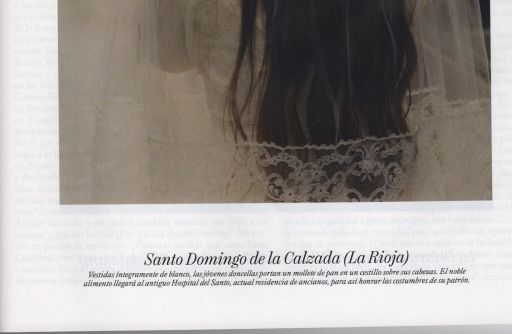 Santo Domingo de la Calzada (La Rioja)
Vestidas íntegramente de blanco, las jóvenes doncellas portan un mollete de pan en un cestillo sobre sus cabezas. El noble
alimento llegará al antiguo Hospital del Santo, actual residencia de ancianos, para así honrar las costumbres de su patrón.